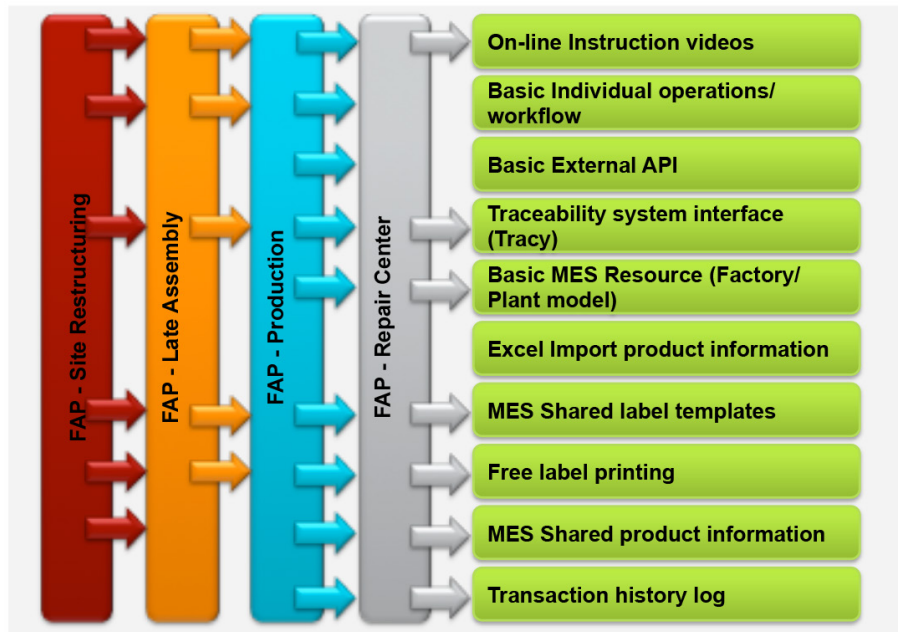 FAP - Site Restructuring
FAP - Late Assembly
FAP - Production
FAP - Repair Center
On-line Instruction videos
Basic Individual operations/
workflow
Basic External API
Traceability system interface
(Tracy)
Basic MES Resource (Factory/
Plant model)
Excel Import product information
MES Shared label templates
Free label printing
MES Shared product information
Transaction history log